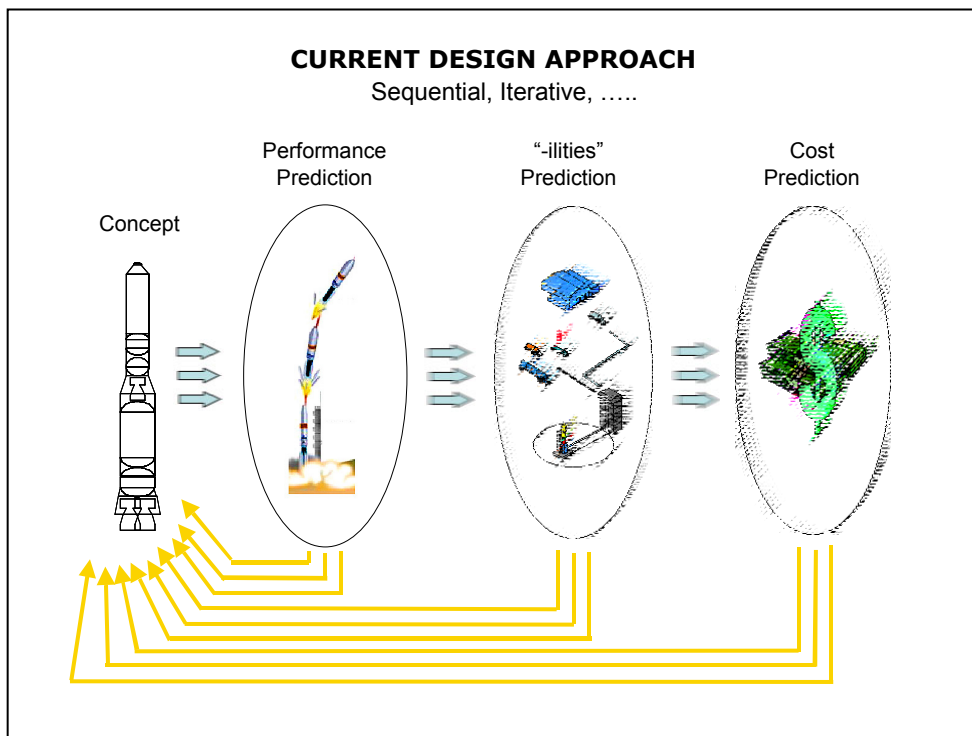 CURRENT DESIGN APPROACH
Sequential, Iterative, …..
Performance
Prediction
“-ilities”
Prediction
Cost
Prediction
Concept